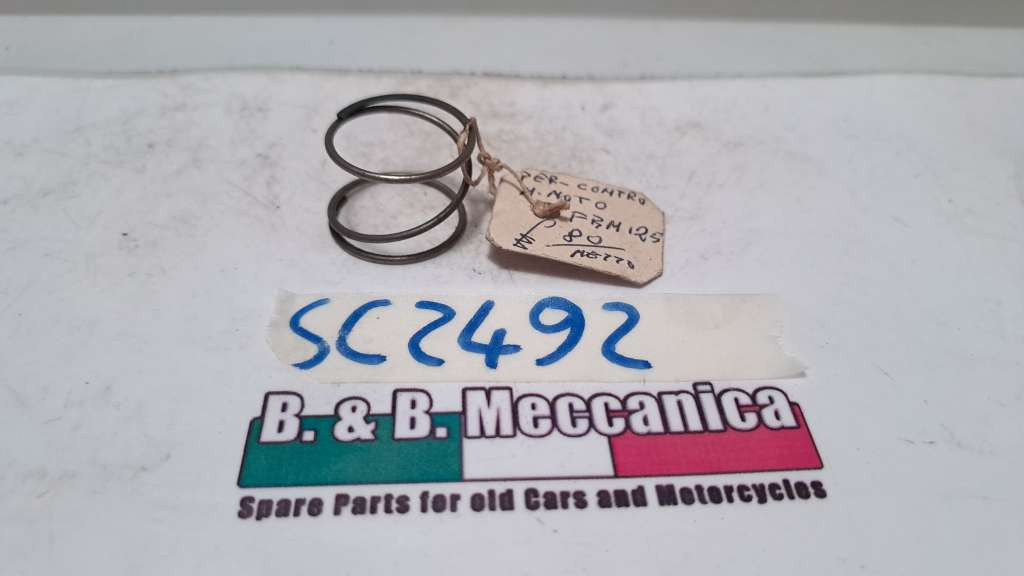 PER-CONTRO
M. MOTO
FBM 125
80
NETTO
SC2492
B. & B. Meccanica
Spare Parts for old Cars and Motorcycles